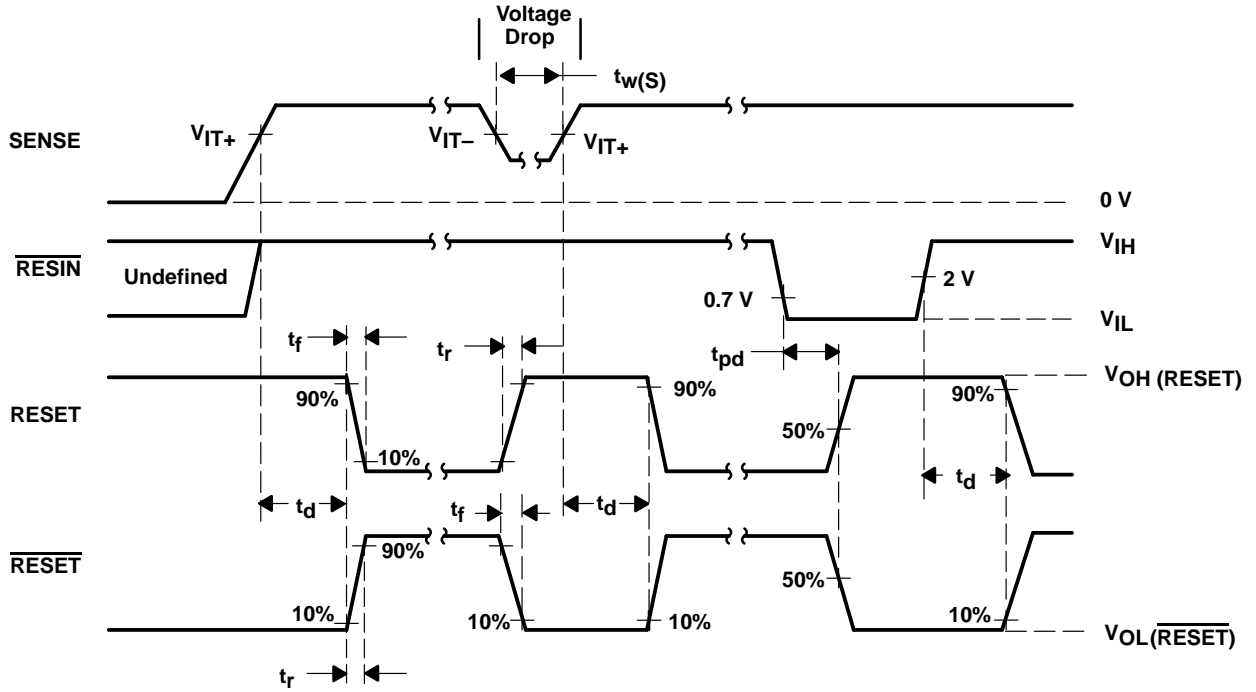 Voltage
Drop
tw(S)
SENSE
VIT+
VIT–
VIT+
0 V
RESIN
Undefined
VIH
0.7 V
2 V
VIL
tf
tr
tpd
VOH (RESET)
RESET
90%
10%
90%
50%
90%
td
tf
td
td
RESET
90%
10%
10%
10%
50%
10%
VOL(RESET)
tr